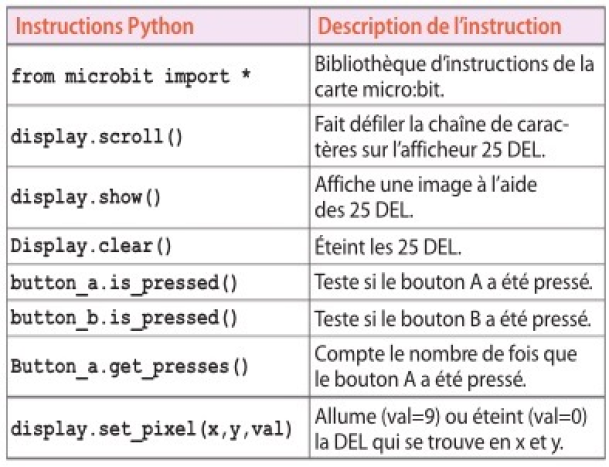 Instructions Python Description de l'instruction
from microbit import * Bibliothèque d'instructions de la
carte micro:bit.
display.scroll() Fait défiler la chaîne de carac-
tères sur l'afficheur 25 DEL.
display.show() Affiche une image à l'aide
des 25 DEL.
Display.clear() Éteint les 25 DEL.
button_a.is_pressed() Teste si le bouton A a été pressé.
button_b.is_pressed() Teste si le bouton B a été pressé.
Button_a.get_presses() Compte le nombre de fois que
le bouton A a été pressé.
display.set_pixel(x,y,val) Allume (val=9) ou éteint (val=0)
la DEL qui se trouve en x et y.